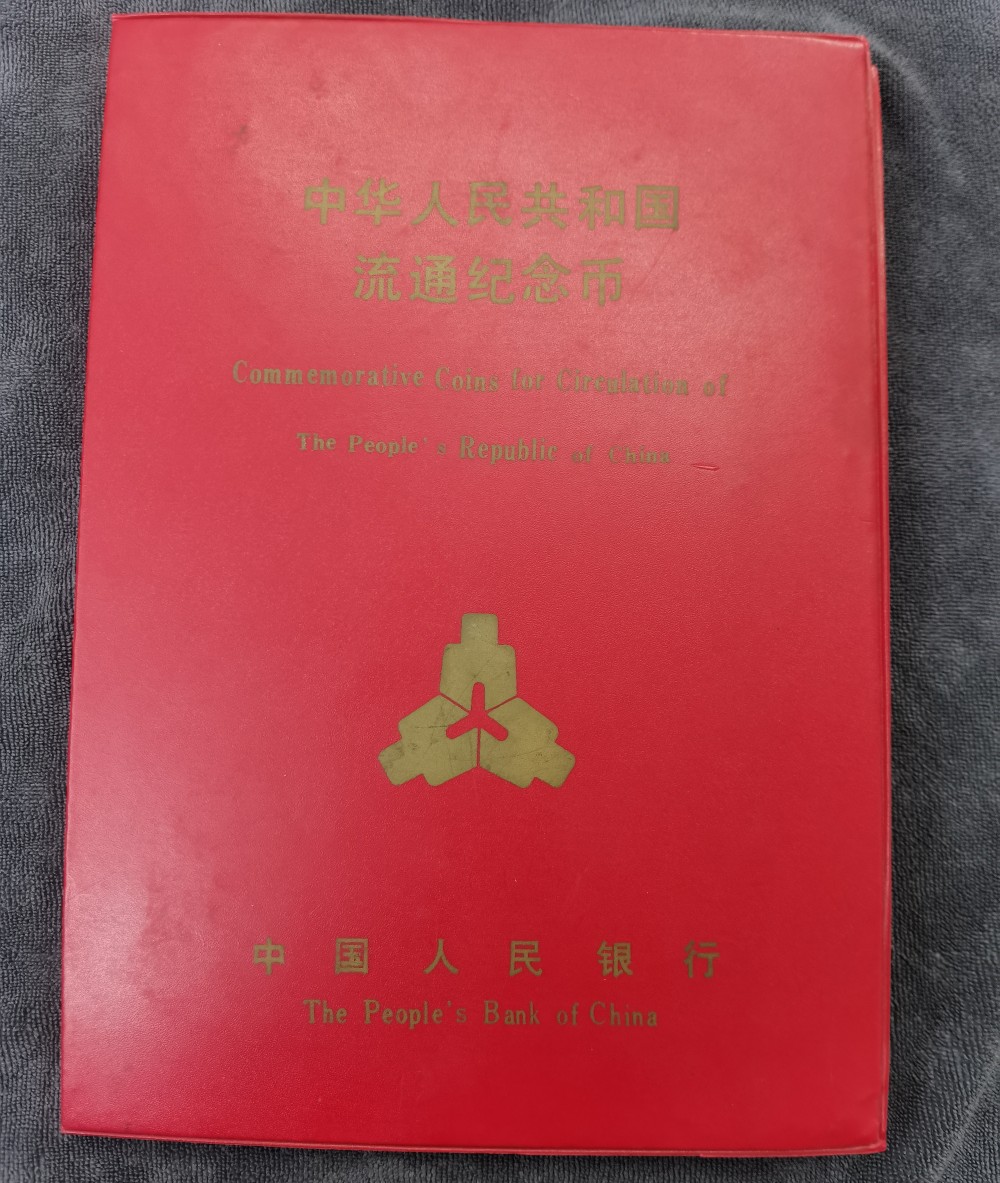 中华人民共和国
流通纪念币
Commemorative Coins for Circulation of
The People's Republic of China
中国人民银行
The People's Bank of China